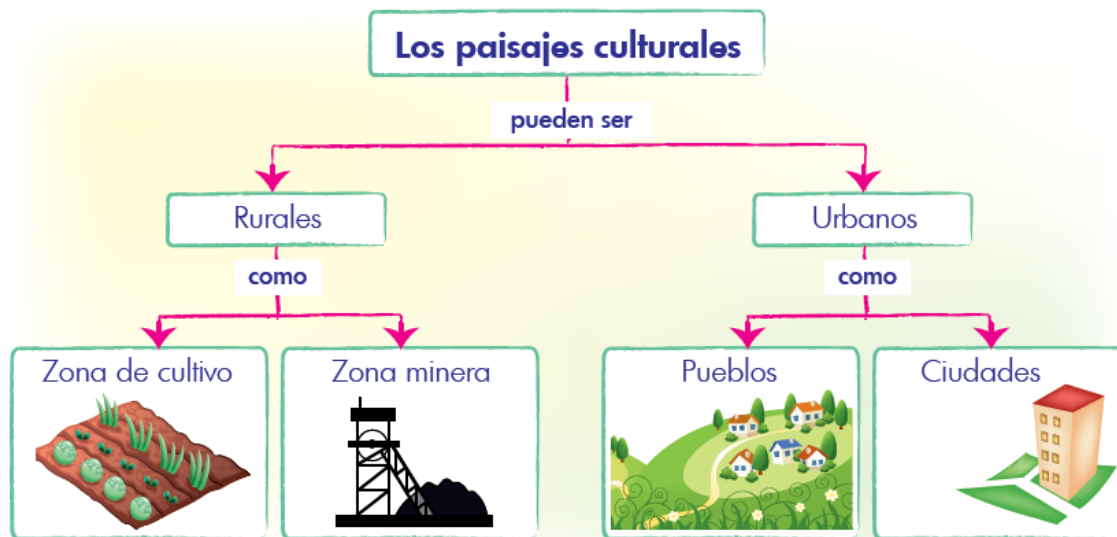 Los paisajes culturales
pueden ser
Rurales
Urbanos
como
como
Zona de cultivo
Zona minera
Pueblos
Ciudades